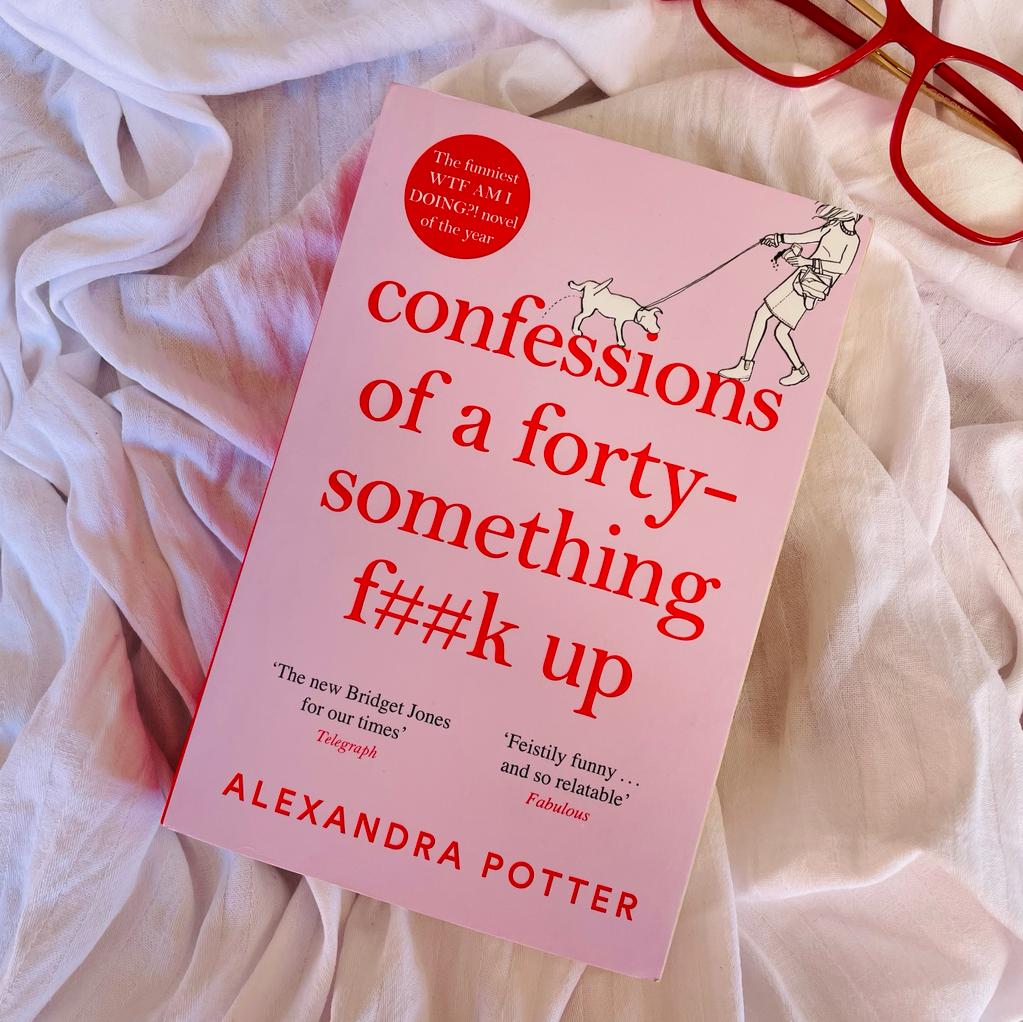 The funniest
WTF AM I
DOING?! novel
of the year
confessions
of a forty-
something
f##k up
‘The new Bridget Jones
for our times’
Telegraph
‘Feistily funny ...
and so relatable’
Fabulous
ALEXANDRA POTTER